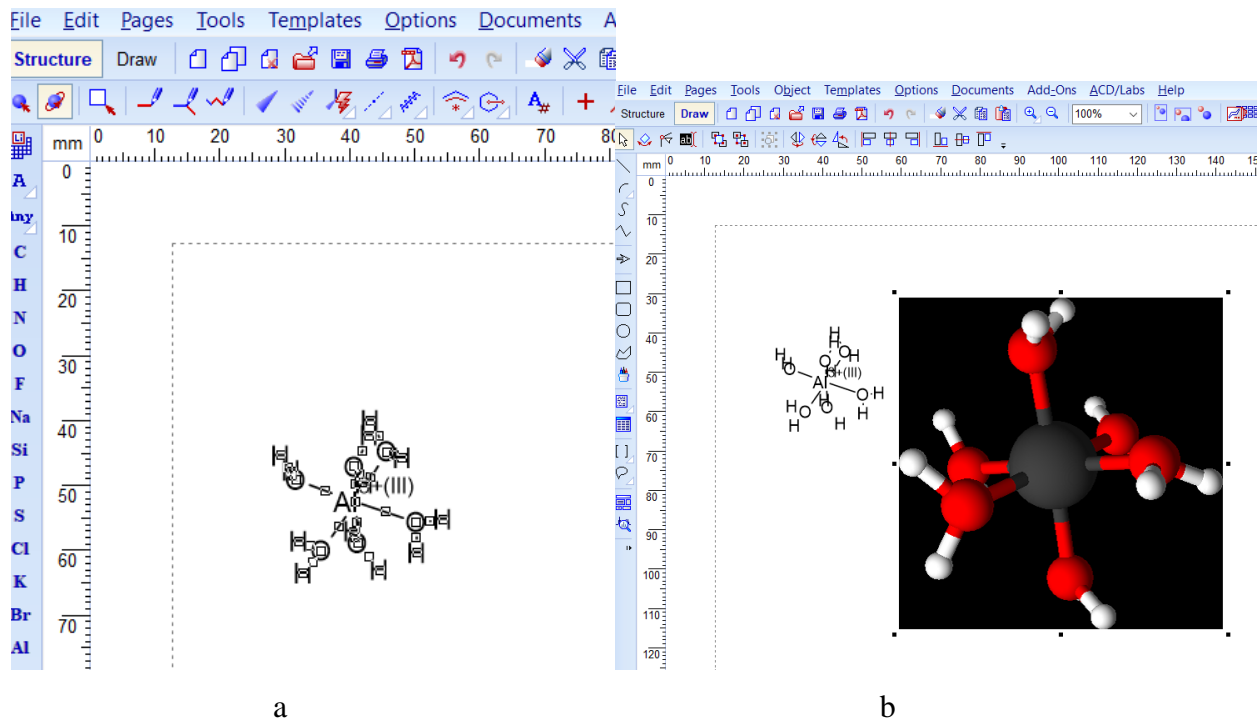 File Edit Pages Tools Templates Options Documents A
Structure Draw
A#
mm 0 10 20 30 40 50 60 70
0
A
Any
10
C
H
20
N
O
30
F
Na
40
Si
P
50
S
Cl
60
K
Br
70
Al
H
H
O O H
H
O
Al +(III)
O H
H O O H
H H
File Edit Pages Tools Object Templates Options Documents Add-Ons ACD/Labs Help
Structure Draw 100%
mm 0 10 20 30 40 50 60 70 80 90 100 110 120 130 140
0
10
20
30
40
50
60
70
80
90
100
110
120
H
H
H O H
H O O
Al +(III)
O H
H O H O H
H H
a b